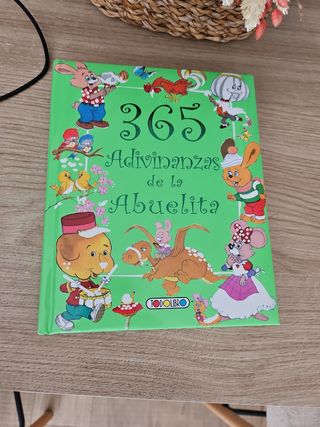 365
Adivinanzas
de la
Abuelita
TODOLIBRO